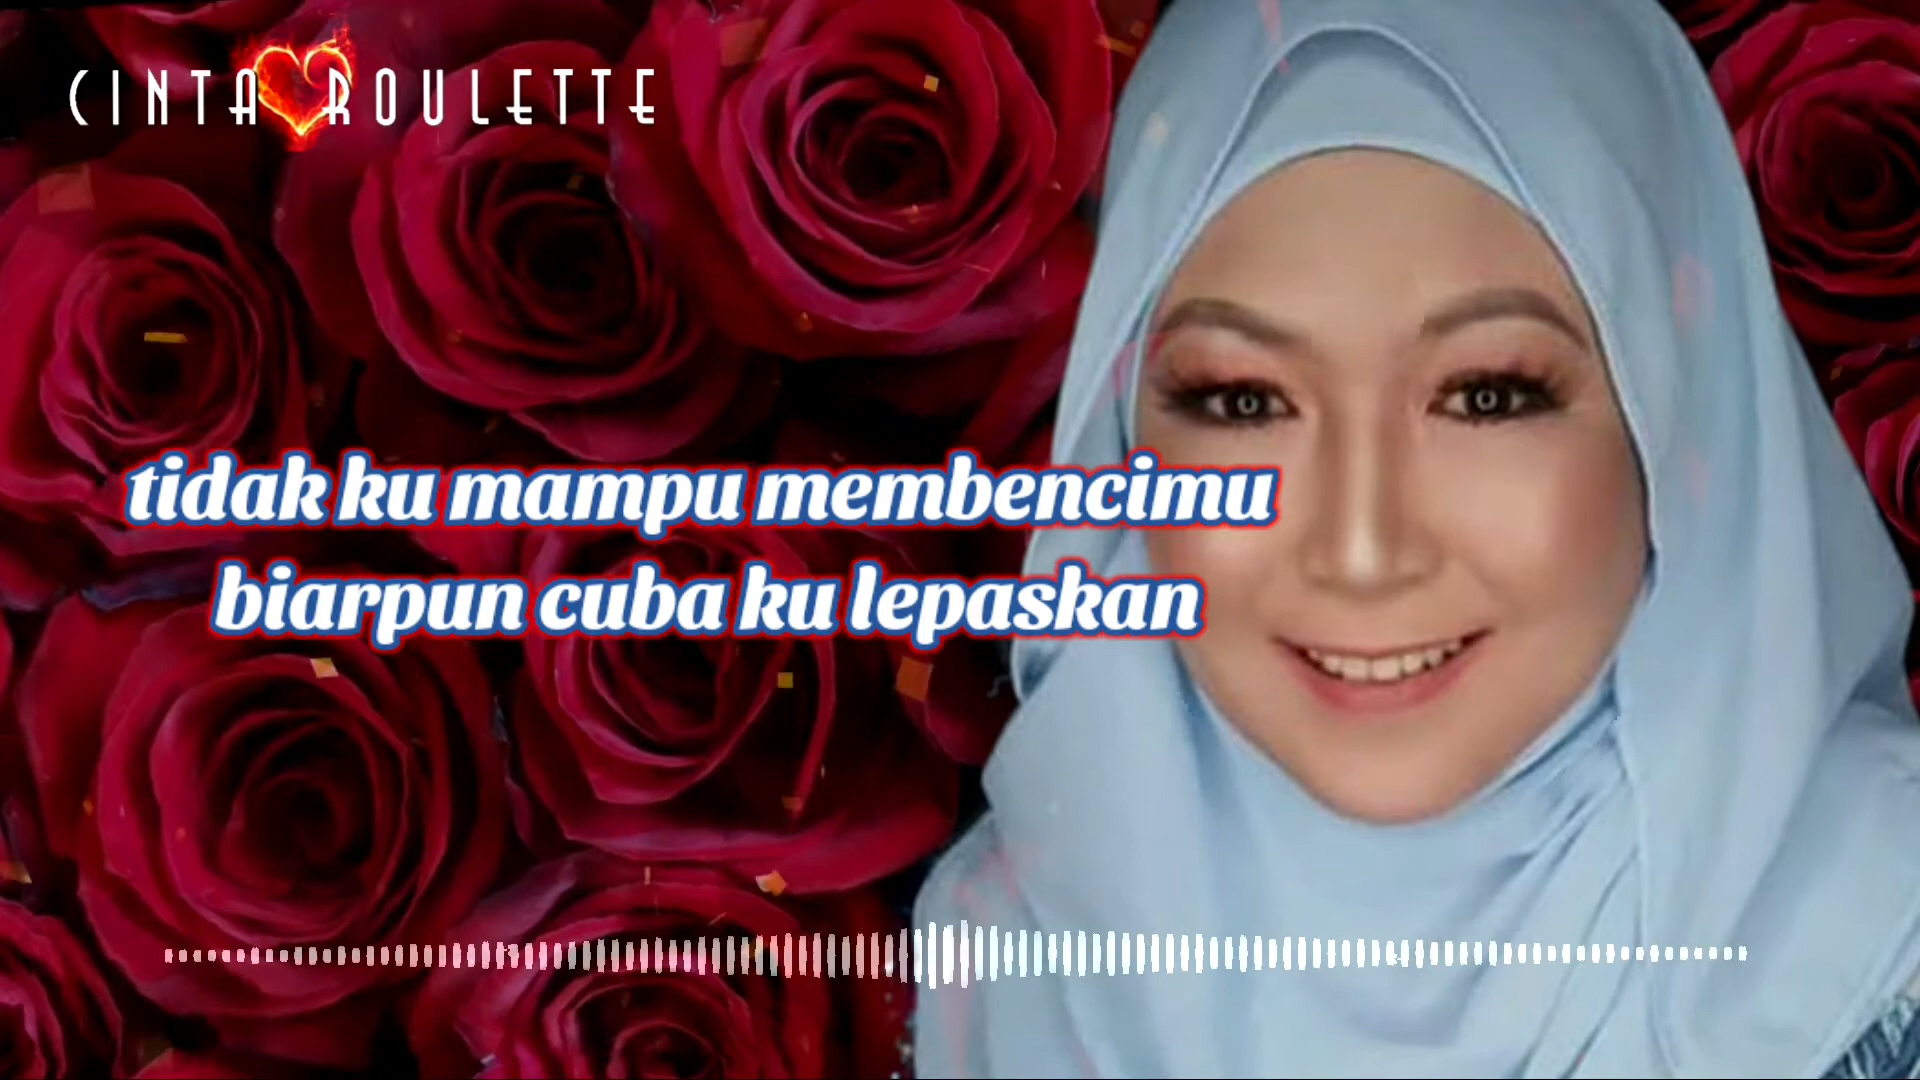 CINTA ROULETTE
tidak ku mampu membencimu
biarpun cuba ku lepaskan